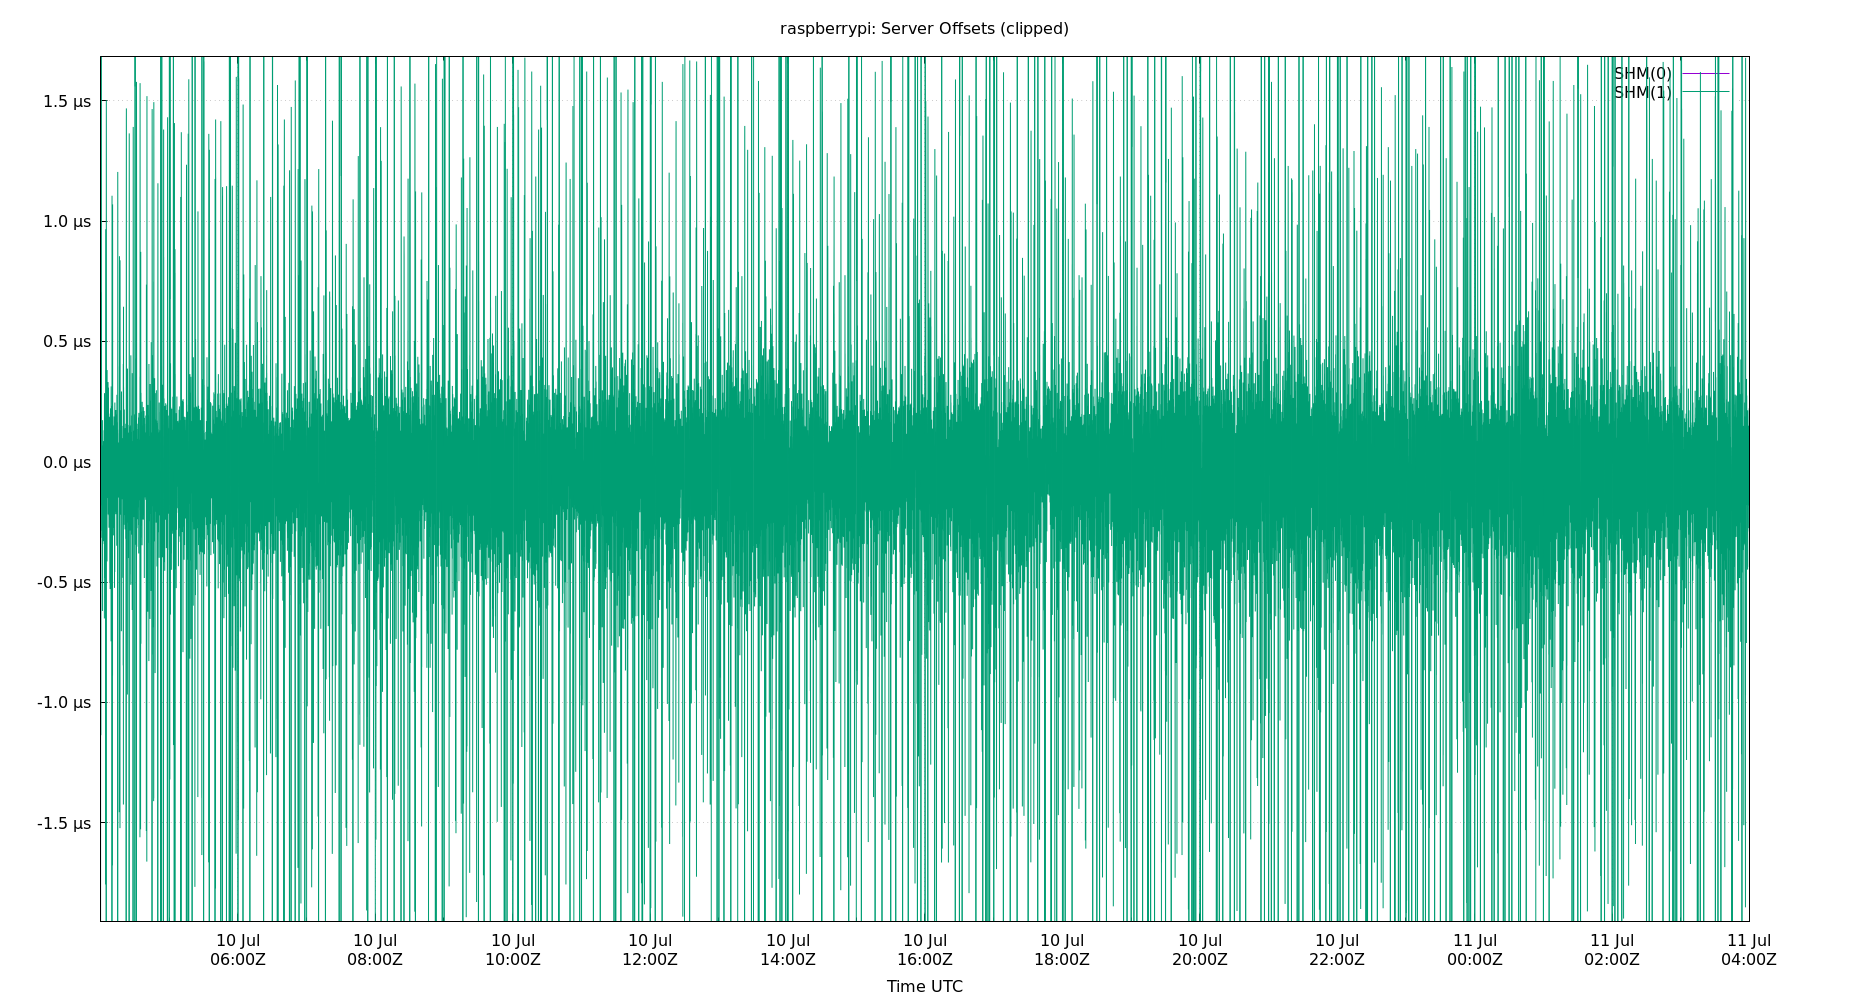 raspberrypi: Server Offsets (clipped)
SHM(0)
SHM(1)
1.5 µs
1.0 µs
0.5 µs
0.0 µs
-0.5 µs
-1.0 µs
-1.5 µs
10 Jul 10 Jul 10 Jul 10 Jul 10 Jul 10 Jul 10 Jul 10 Jul 10 Jul 11 Jul 11 Jul 11 Jul
06:00Z 08:00Z 10:00Z 12:00Z 14:00Z 16:00Z 18:00Z 20:00Z 22:00Z 00:00Z 02:00Z 04:00Z
Time UTC